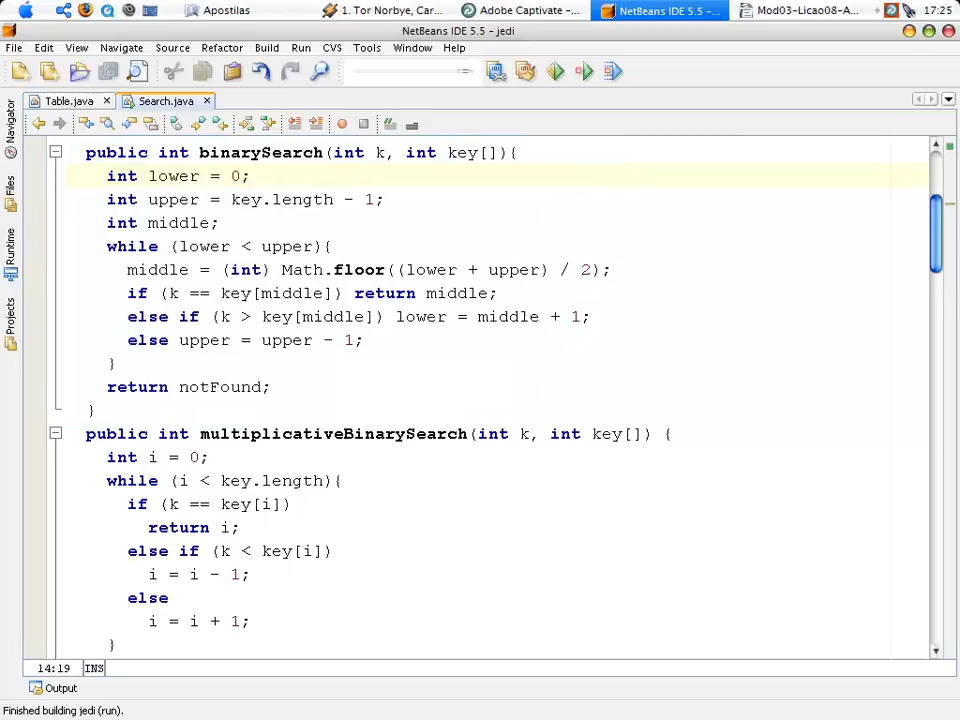 Apostilas
1. Tor Norbye, Car...
Adobe Captivate -...
NetBeans IDE 5.5 -...
Mod03-Licao08-A...
17:25
NetBeans IDE 5.5 - jedi
File Edit View Navigate Source Refactor Build Run CVS Tools Window Help
Table.java
Search.java
Navigator
Files
Runtime
Projects
public int binarySearch(int k, int key[]){
int lower = 0;
int upper = key.length - 1;
int middle;
while (lower < upper){
middle = (int) Math.floor((lower + upper) / 2);
if (k == key[middle]) return middle;
else if (k > key[middle]) lower = middle + 1;
else upper = upper - 1;
}
return notFound;
}
public int multiplicativeBinarySearch(int k, int key[]) {
int i = 0;
while (i < key.length){
if (k == key[i])
return i;
else if (k < key[i])
i = i - 1;
else
i = i + 1;
}
14:19 INS
Output
Finished building jedi (run).